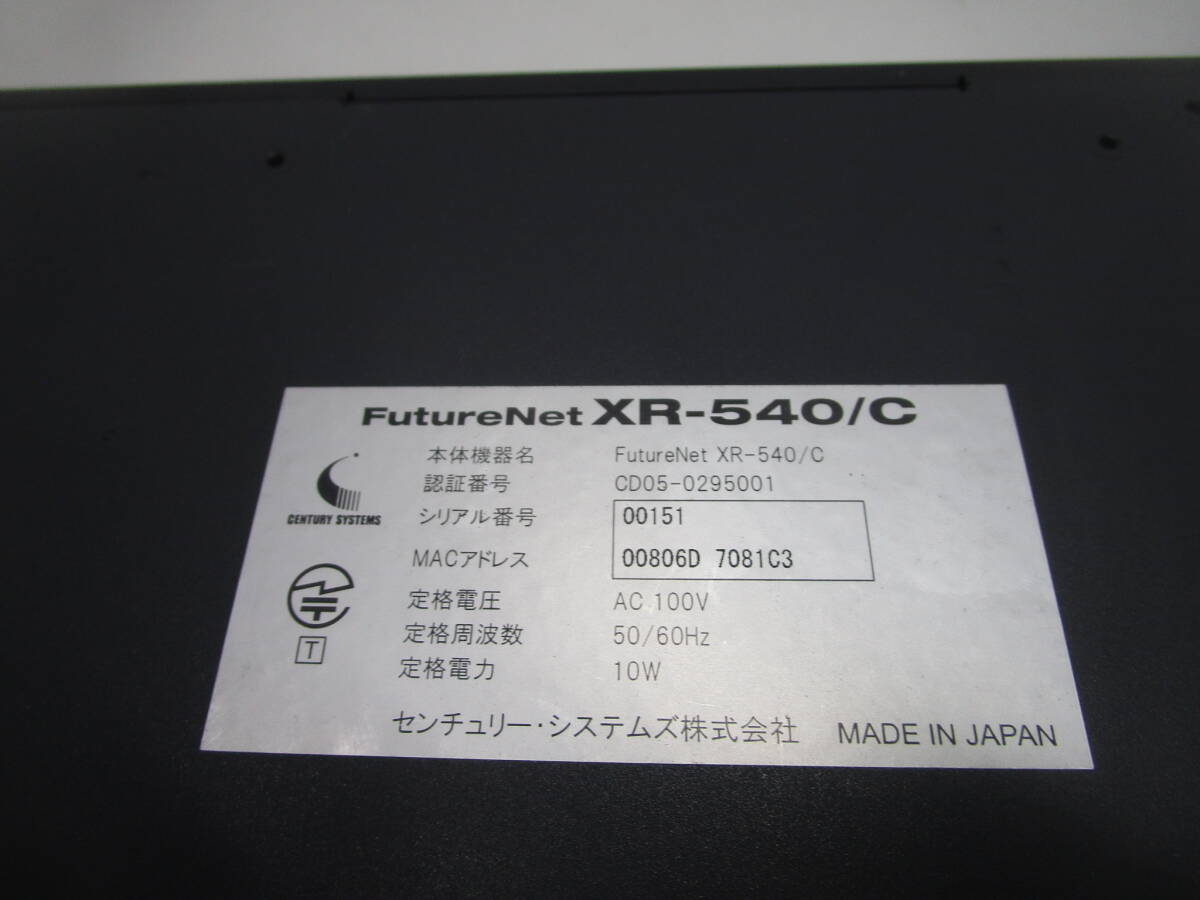 FutureNet XR-540/C
本体機器名 FutureNet XR-540/C
認証番号 CD05-0295001
シリアル番号 00151
MACアドレス 00806D 7081C3
定格電圧 AC 100V
定格周波数 50/60Hz
定格電力 10W
CENTURY SYSTEMS
T
センチュリー・システムズ株式会社 MADE IN JAPAN